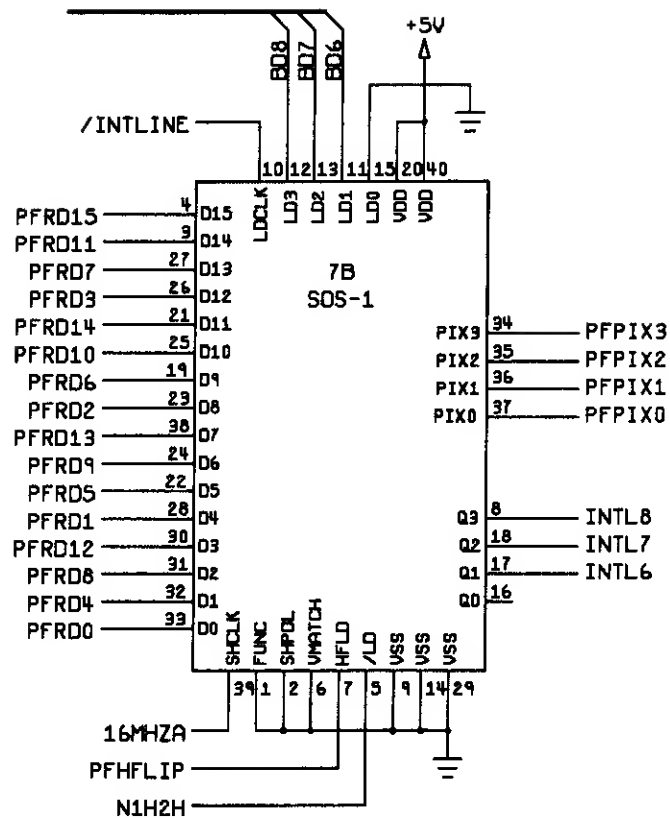 +5V
BD8 BD7 BD6
/INTLINE
10 12 13 11 15 20 40
LDCLK LD3 LD2 LD1 LD0 VDD VDD
7B
SOS-1
PFRD15 4 D15
PFRD11 3 D14
PFRD7 27 D13
PFRD3 26 D12
PFRD14 21 D11
PFRD10 25 D10
PFRD6 19 D9
PFRD2 23 D8
PFRD13 38 D7
PFRD9 24 D6
PFRD5 22 D5
PFRD1 28 D4
PFRD12 30 D3
PFRD8 31 D2
PFRD4 32 D1
PFRD0 33 D0
PIX3 34 PFPIX3
PIX2 35 PFPIX2
PIX1 36 PFPIX1
PIX0 37 PFPIX0
Q3 8 INTL8
Q2 18 INTL7
Q1 17 INTL6
Q0 16
SHCLK FUNC SHPOL VMATCH HFLD /LD VSS VSS VSS
39 1 2 6 7 5 9 14 29
16MHZA
PFHFLIP
N1H2H